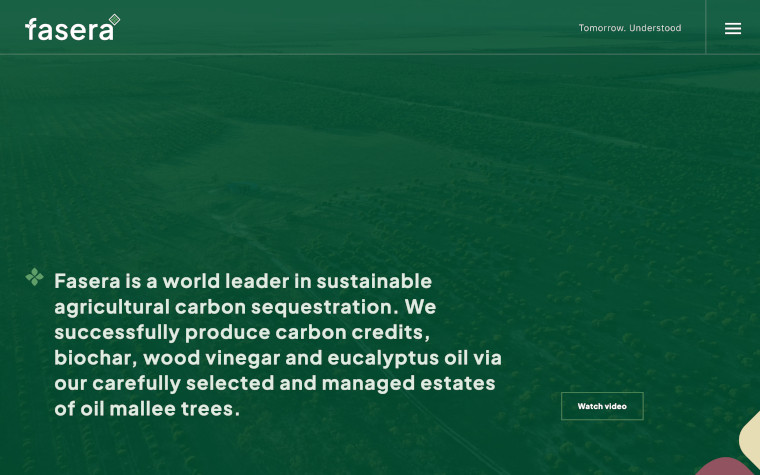 fasera
Tomorrow. Understood
Fasera is a world leader in sustainable
agricultural carbon sequestration. We
successfully produce carbon credits,
biochar, wood vinegar and eucalyptus oil via
our carefully selected and managed estates
of oil mallee trees.
Watch video